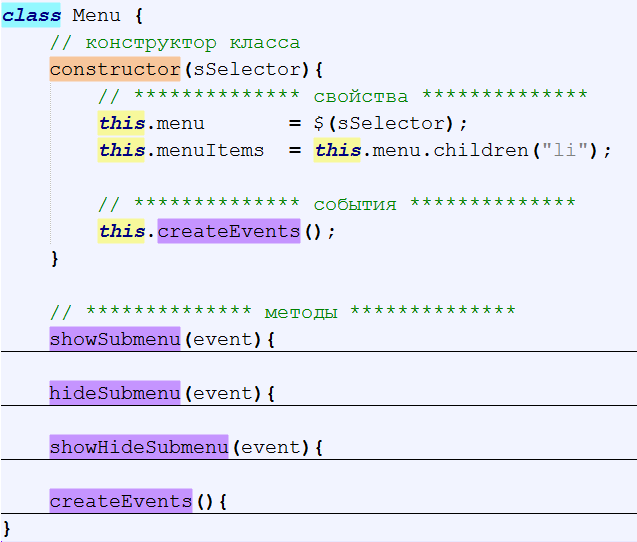 class Menu {
    // конструктор класса
    constructor(sSelector){
        // ************** свойства **************
        this.menu       = $(sSelector);
        this.menuItems  = this.menu.children("li");

        // ************** события **************
        this.createEvents();
    }

    // ************** методы **************
    showSubmenu(event){

    hideSubmenu(event){

    showHideSubmenu(event){

    createEvents(){
}